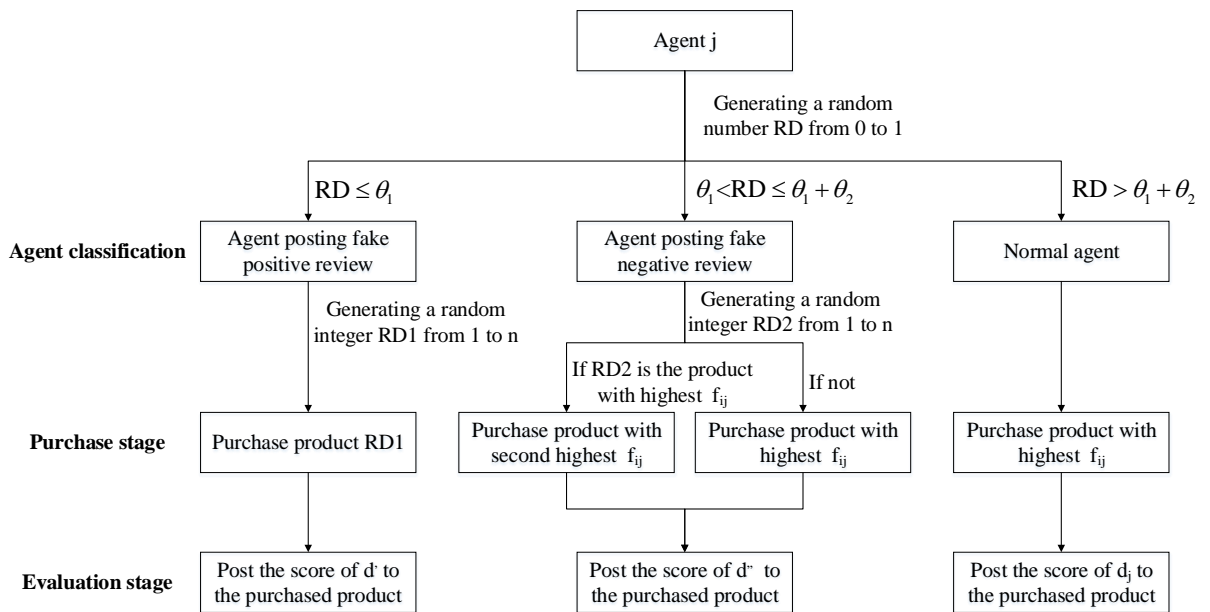 Agent j
Generating a random
number RD from 0 to 1
RD ≤ θ₁
θ₁<RD ≤ θ₁ + θ₂
RD > θ₁ + θ₂
Agent classification
Agent posting fake
positive review
Agent posting fake
negative review
Normal agent
Generating a random
integer RD1 from 1 to n
Generating a random
integer RD2 from 1 to n
If RD2 is the product
with highest fᵢⱼ
If not
Purchase stage
Purchase product RD1
Purchase product with
second highest fᵢⱼ
Purchase product with
highest fᵢⱼ
Purchase product with
highest fᵢⱼ
Evaluation stage
Post the score of d’ to
the purchased product
Post the score of d” to
the purchased product
Post the score of dⱼ to
the purchased product